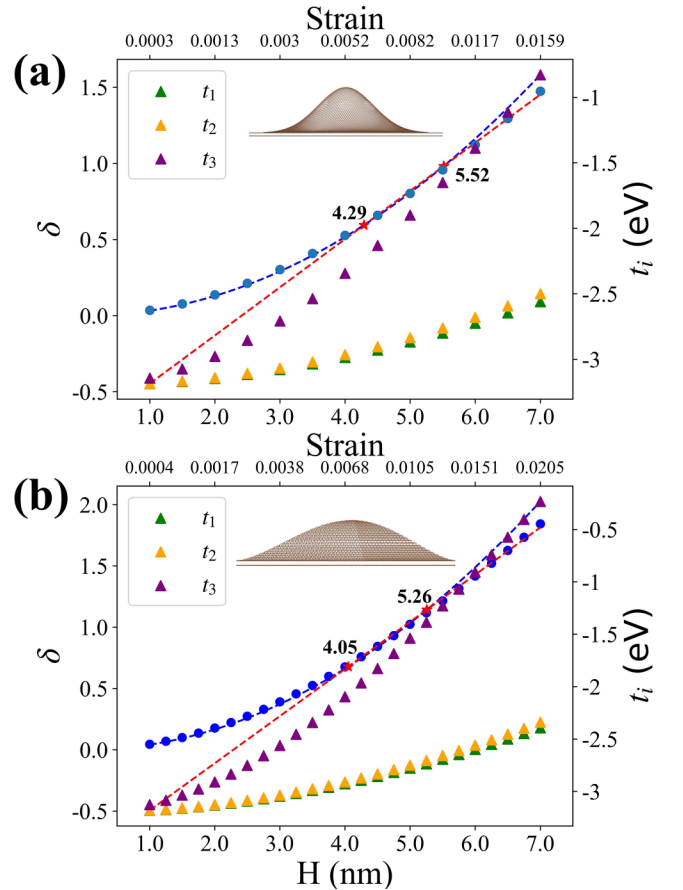 Strain
0.0003 0.0013 0.003 0.0052 0.0082 0.0117 0.0159
(a)
t1
t2
t3
1.5
1.0
0.5
0.0
-0.5
δ
4.29
5.52
-1
-1.5
-2
-2.5
-3
ti (eV)
1.0 2.0 3.0 4.0 5.0 6.0 7.0
Strain
0.0004 0.0017 0.0038 0.0068 0.0105 0.0151 0.0205
(b)
t1
t2
t3
2.0
1.5
1.0
0.5
0.0
-0.5
δ
4.05
5.26
-0.5
-1
-1.5
-2
-2.5
-3
ti (eV)
1.0 2.0 3.0 4.0 5.0 6.0 7.0
H (nm)